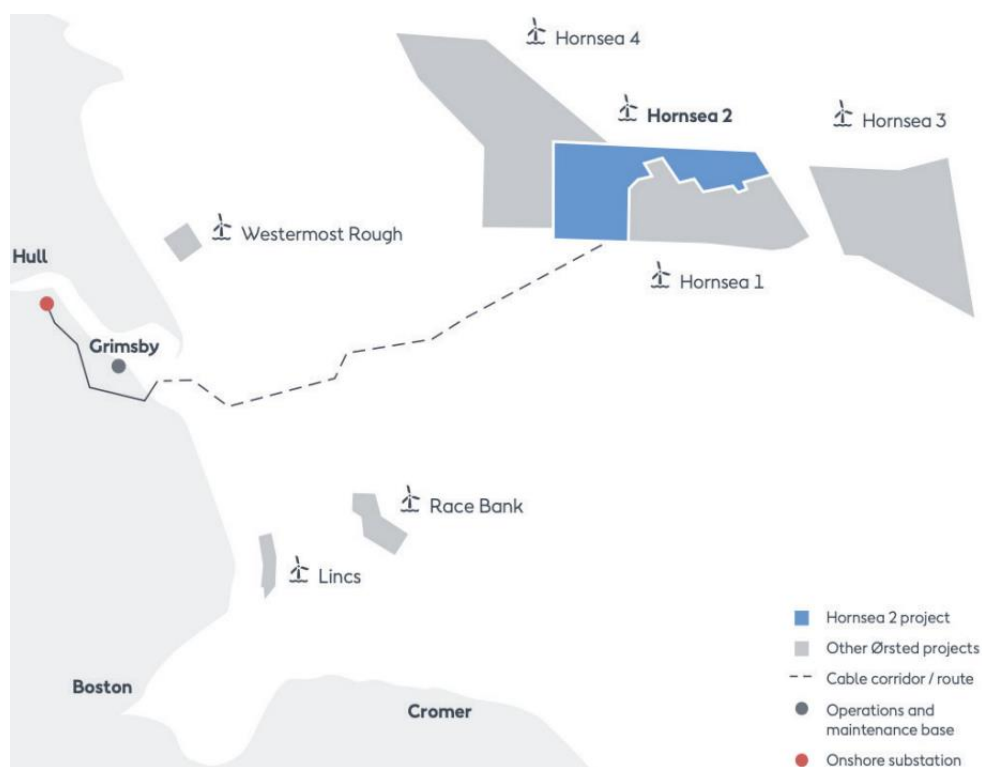 Hornsea 4
Hornsea 2
Hornsea 3
Westermost Rough
Hull
Hornsea 1
Grimsby
Race Bank
Lincs
Hornsea 2 project
Other Ørsted projects
Cable corridor / route
Boston
Operations and
maintenance base
Cromer
Onshore substation